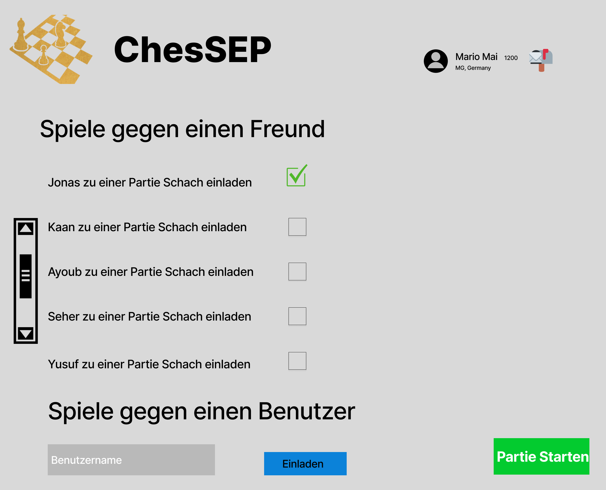 ChesSEP
Mario Mai 1200
MG, Germany
Spiele gegen einen Freund
Jonas zu einer Partie Schach einladen
Kaan zu einer Partie Schach einladen
Ayoub zu einer Partie Schach einladen
Seher zu einer Partie Schach einladen
Yusuf zu einer Partie Schach einladen
Spiele gegen einen Benutzer
Benutzername
Einladen
Partie Starten